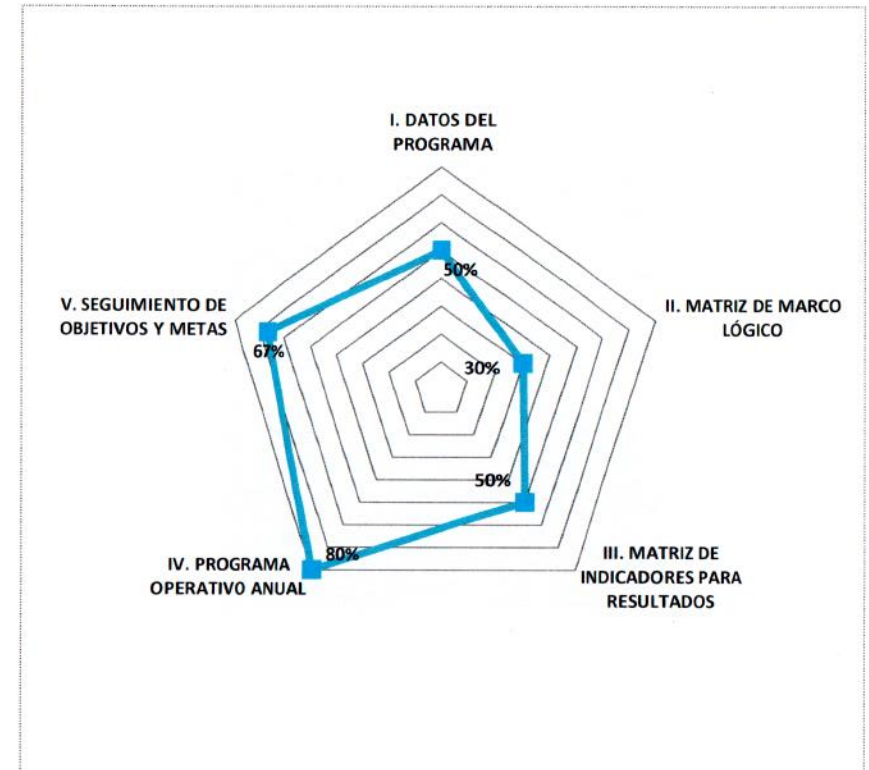 I. DATOS DEL
PROGRAMA
50%
V. SEGUIMIENTO DE
OBJETIVOS Y METAS
67%
II. MATRIZ DE MARCO
LÓGICO
30%
50%
IV. PROGRAMA
OPERATIVO ANUAL
80%
III. MATRIZ DE
INDICADORES PARA
RESULTADOS